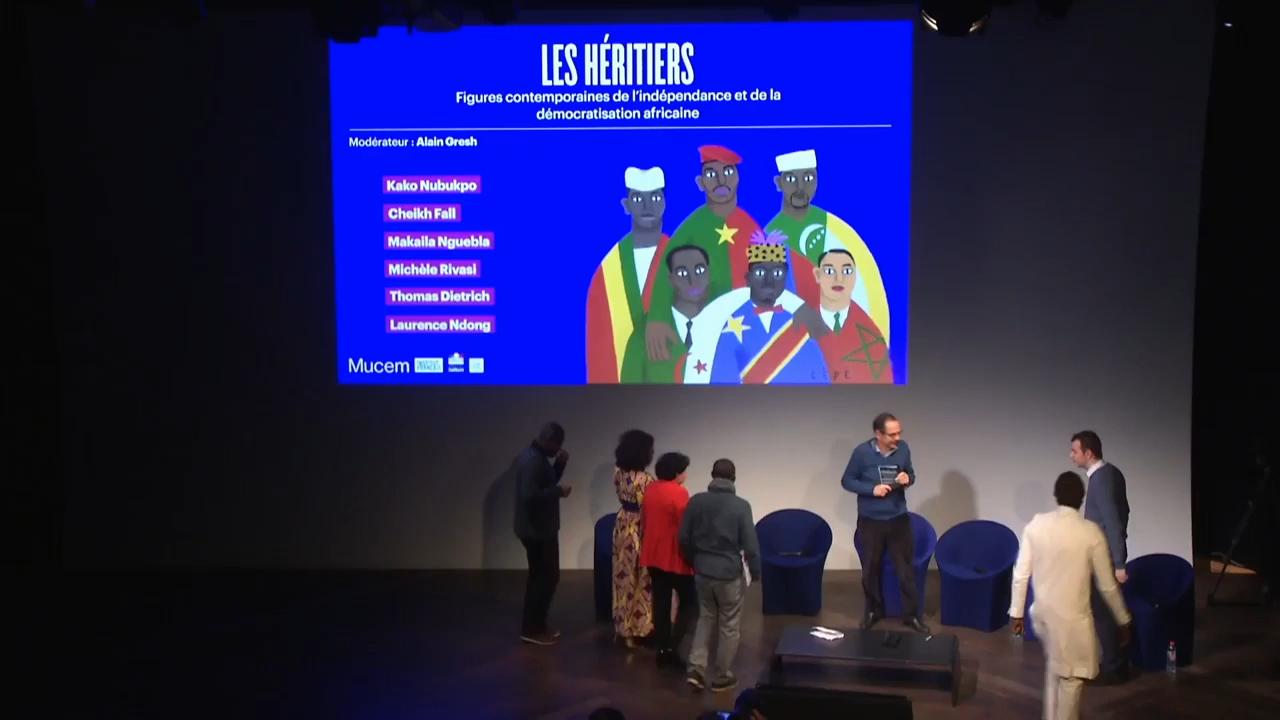 LES HÉRITIERS
Figures contemporaines de l'indépendance et de la
démocratisation africaine
Modérateur : Alain Gresh
Kako Nubukpo
Cheikh Fall
Makaila Nguebla
Michèle Rivasi
Thomas Dietrich
Laurence Ndong
Mucem